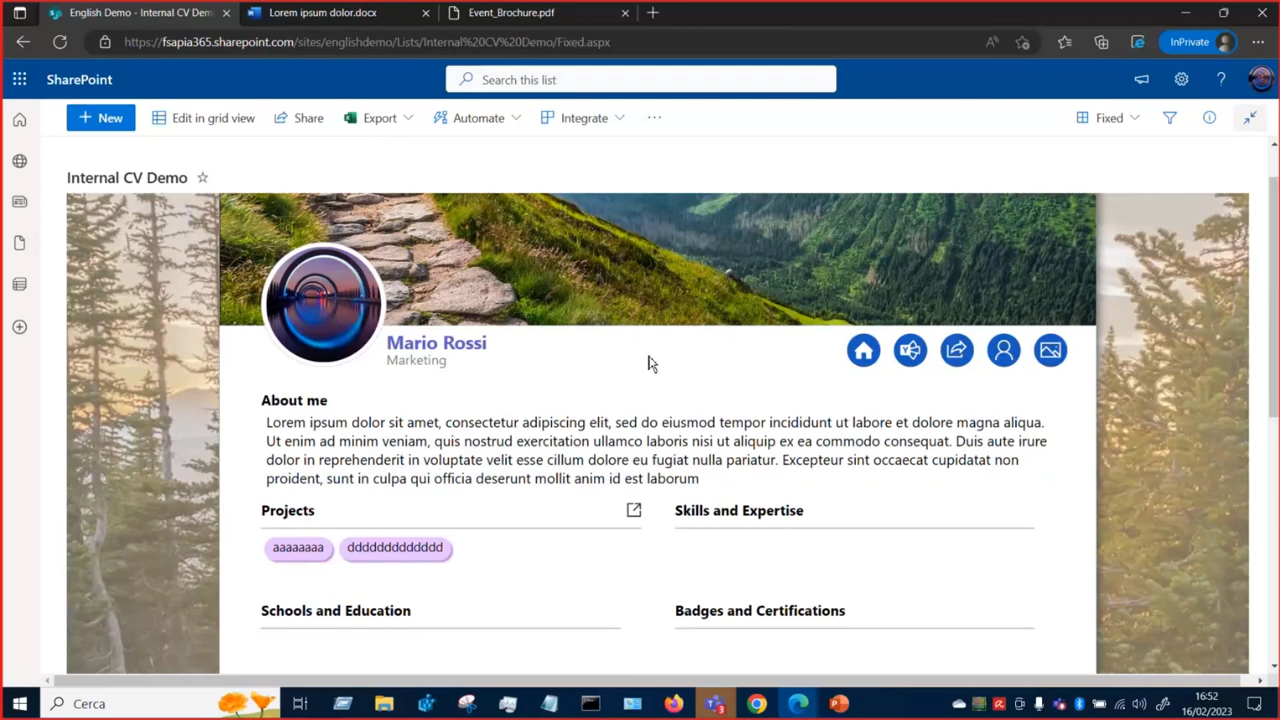 English Demo - Internal CV Dem
Lorem ipsum dolor.docx
Event_Brochure.pdf
https://fsapia365.sharepoint.com/sites/englishdemo/Lists/Internal%20CV%20Demo/Fixed.aspx
InPrivate
SharePoint
Search this list
New
Edit in grid view
Share
Export
Automate
Integrate
Fixed
Internal CV Demo
Mario Rossi
Marketing
About me
Lorem ipsum dolor sit amet, consectetur adipiscing elit, sed do eiusmod tempor incididunt ut labore et dolore magna aliqua.
Ut enim ad minim veniam, quis nostrud exercitation ullamco laboris nisi ut aliquip ex ea commodo consequat. Duis aute irure
dolor in reprehenderit in voluptate velit esse cillum dolore eu fugiat nulla pariatur. Excepteur sint occaecat cupidatat non
proident, sunt in culpa qui officia deserunt mollit anim id est laborum
Projects
Skills and Expertise
aaaaaaaa
ddddddddddddd
Schools and Education
Badges and Certifications
Cerca
3
16:52
16/02/2023